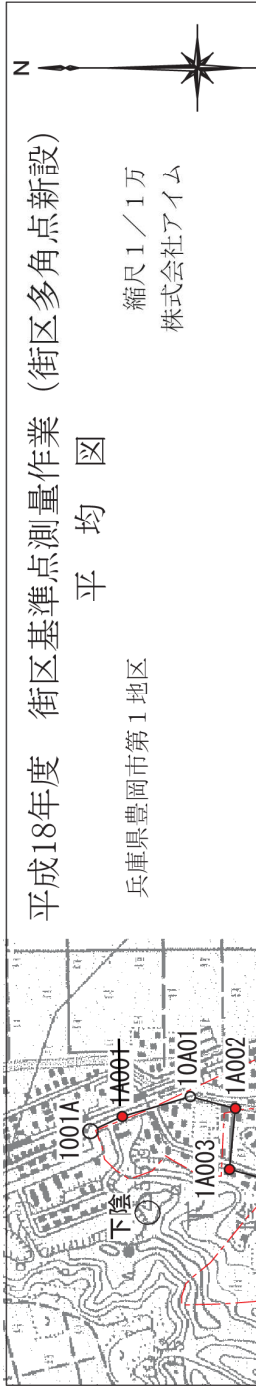 平成18年度　街区基準点測量作業（街区多角点新設）
平　均　図
兵庫県豊岡市第1地区
縮尺1／1万
株式会社アイム
N
1001A
1A001
下陰
10A01
1A003
1A002